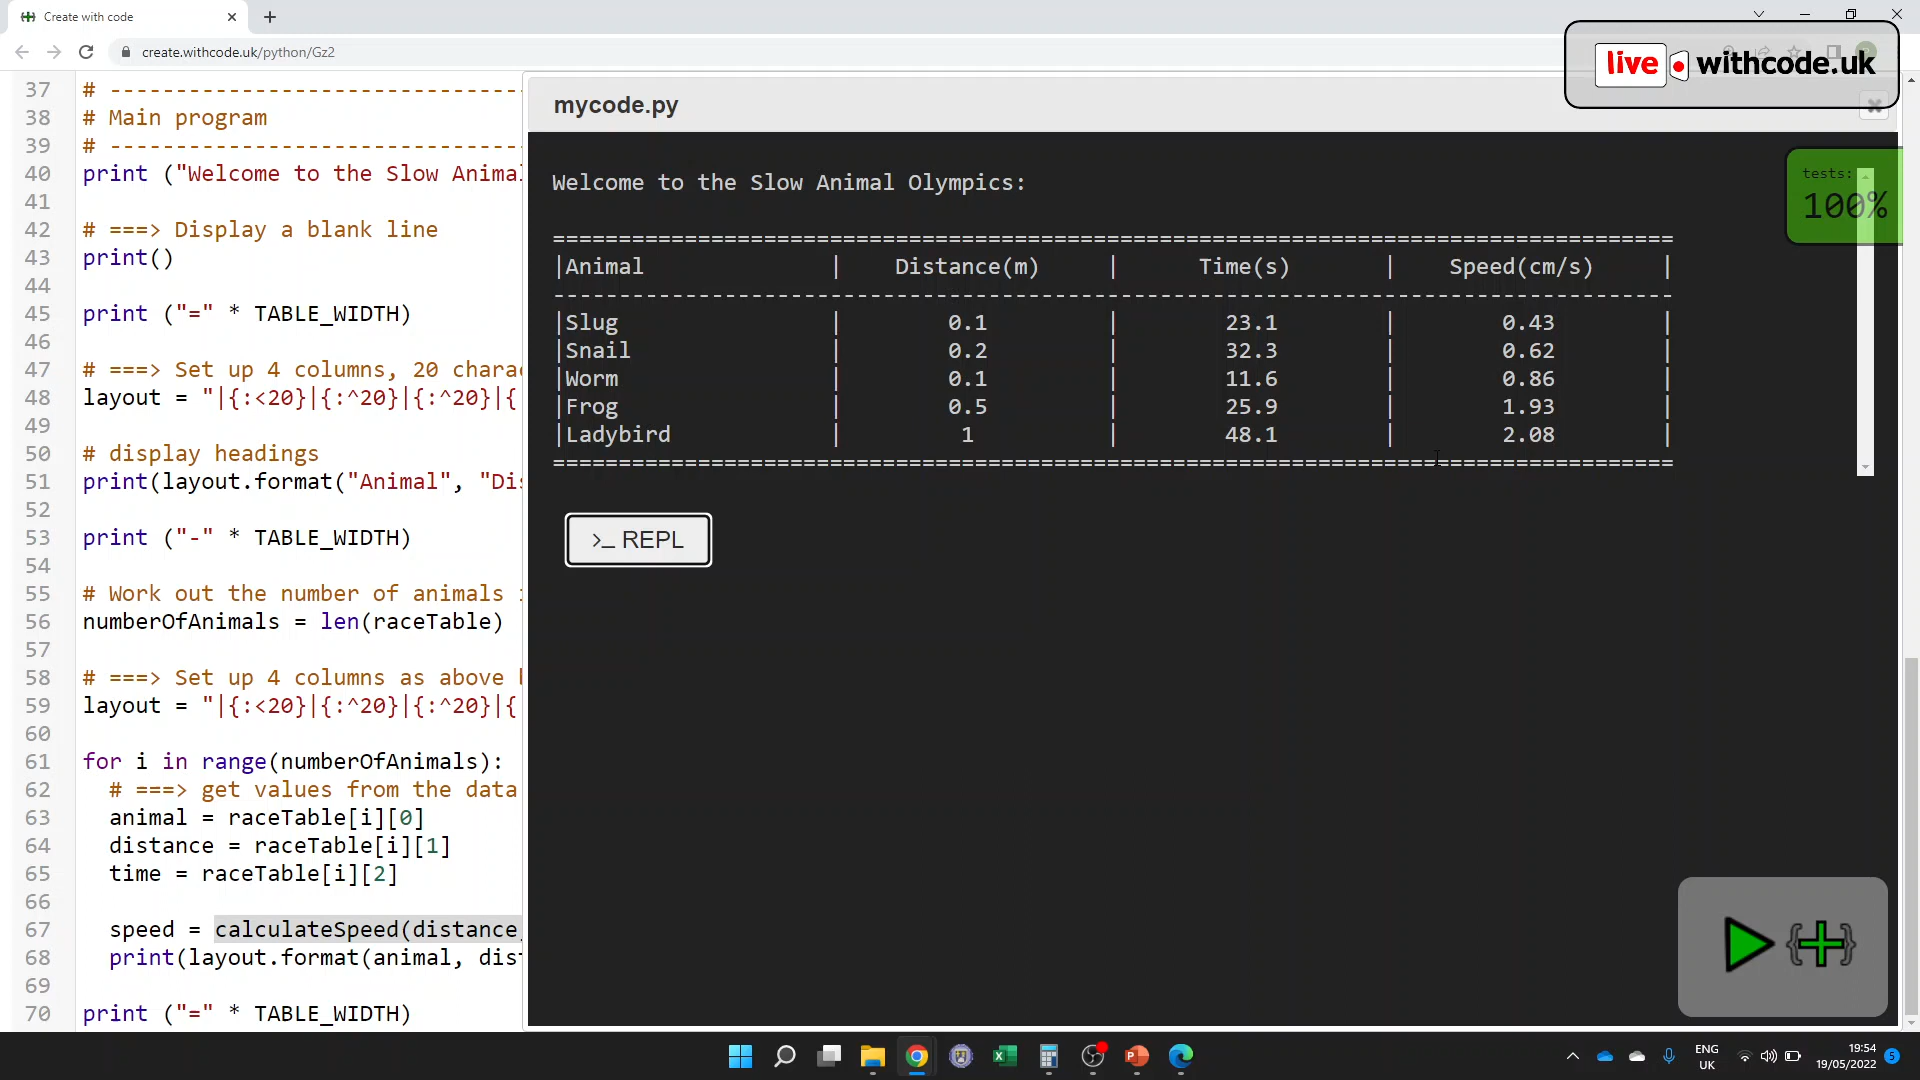 Create with code
create.withcode.uk/python/Gz2
live withcode.uk
37 # --------------------------------
38 # Main program
39 # --------------------------------
40 print ("Welcome to the Slow Animal
41
42 # ===> Display a blank line
43 print()
44
45 print ("=" * TABLE_WIDTH)
46
47 # ===> Set up 4 columns, 20 charac
48 layout = "|{:<20}|{:^20}|{:^20}|{
49
50 # display headings
51 print(layout.format("Animal", "Dis
52
53 print ("-" * TABLE_WIDTH)
54
55 # Work out the number of animals i
56 numberOfAnimals = len(raceTable)
57
58 # ===> Set up 4 columns as above b
59 layout = "|{:<20}|{:^20}|{:^20}|{
60
61 for i in range(numberOfAnimals):
62 # ===> get values from the data
63 animal = raceTable[i][0]
64 distance = raceTable[i][1]
65 time = raceTable[i][2]
66
67 speed = calculateSpeed(distance,
68 print(layout.format(animal, dist
69
70 print ("=" * TABLE_WIDTH)
mycode.py
tests:
100%
Welcome to the Slow Animal Olympics:
=====================================================================================
|Animal | Distance(m) | Time(s) | Speed(cm/s) |
-------------------------------------------------------------------------------------
|Slug | 0.1 | 23.1 | 0.43 |
|Snail | 0.2 | 32.3 | 0.62 |
|Worm | 0.1 | 11.6 | 0.86 |
|Frog | 0.5 | 25.9 | 1.93 |
|Ladybird | 1 | 48.1 | 2.08 |
=====================================================================================
>_ REPL
ENG
UK
19:54
19/05/2022
5